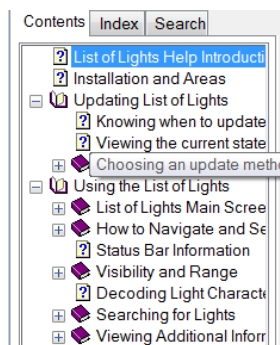 Contents Index Search
List of Lights Help Introducti
Installation and Areas
Updating List of Lights
Knowing when to update
Viewing the current state
Choosing an update meth
Using the List of Lights
List of Lights Main Scree
How to Navigate and Se
Status Bar Information
Visibility and Range
Decoding Light Characte
Searching for Lights
Viewing Additional Inforr